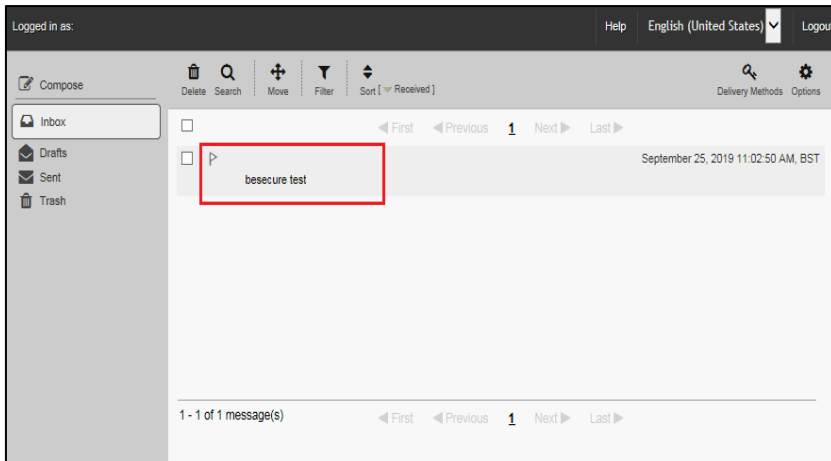 Logged in as: Help English (United States) Logou
Compose
Inbox
Drafts
Sent
Trash
Delete Search Move Filter Sort [ Received ] Delivery Methods Options
First Previous 1 Next Last
September 25, 2019 11:02:50 AM, BST
besecure test
1 - 1 of 1 message(s) First Previous 1 Next Last